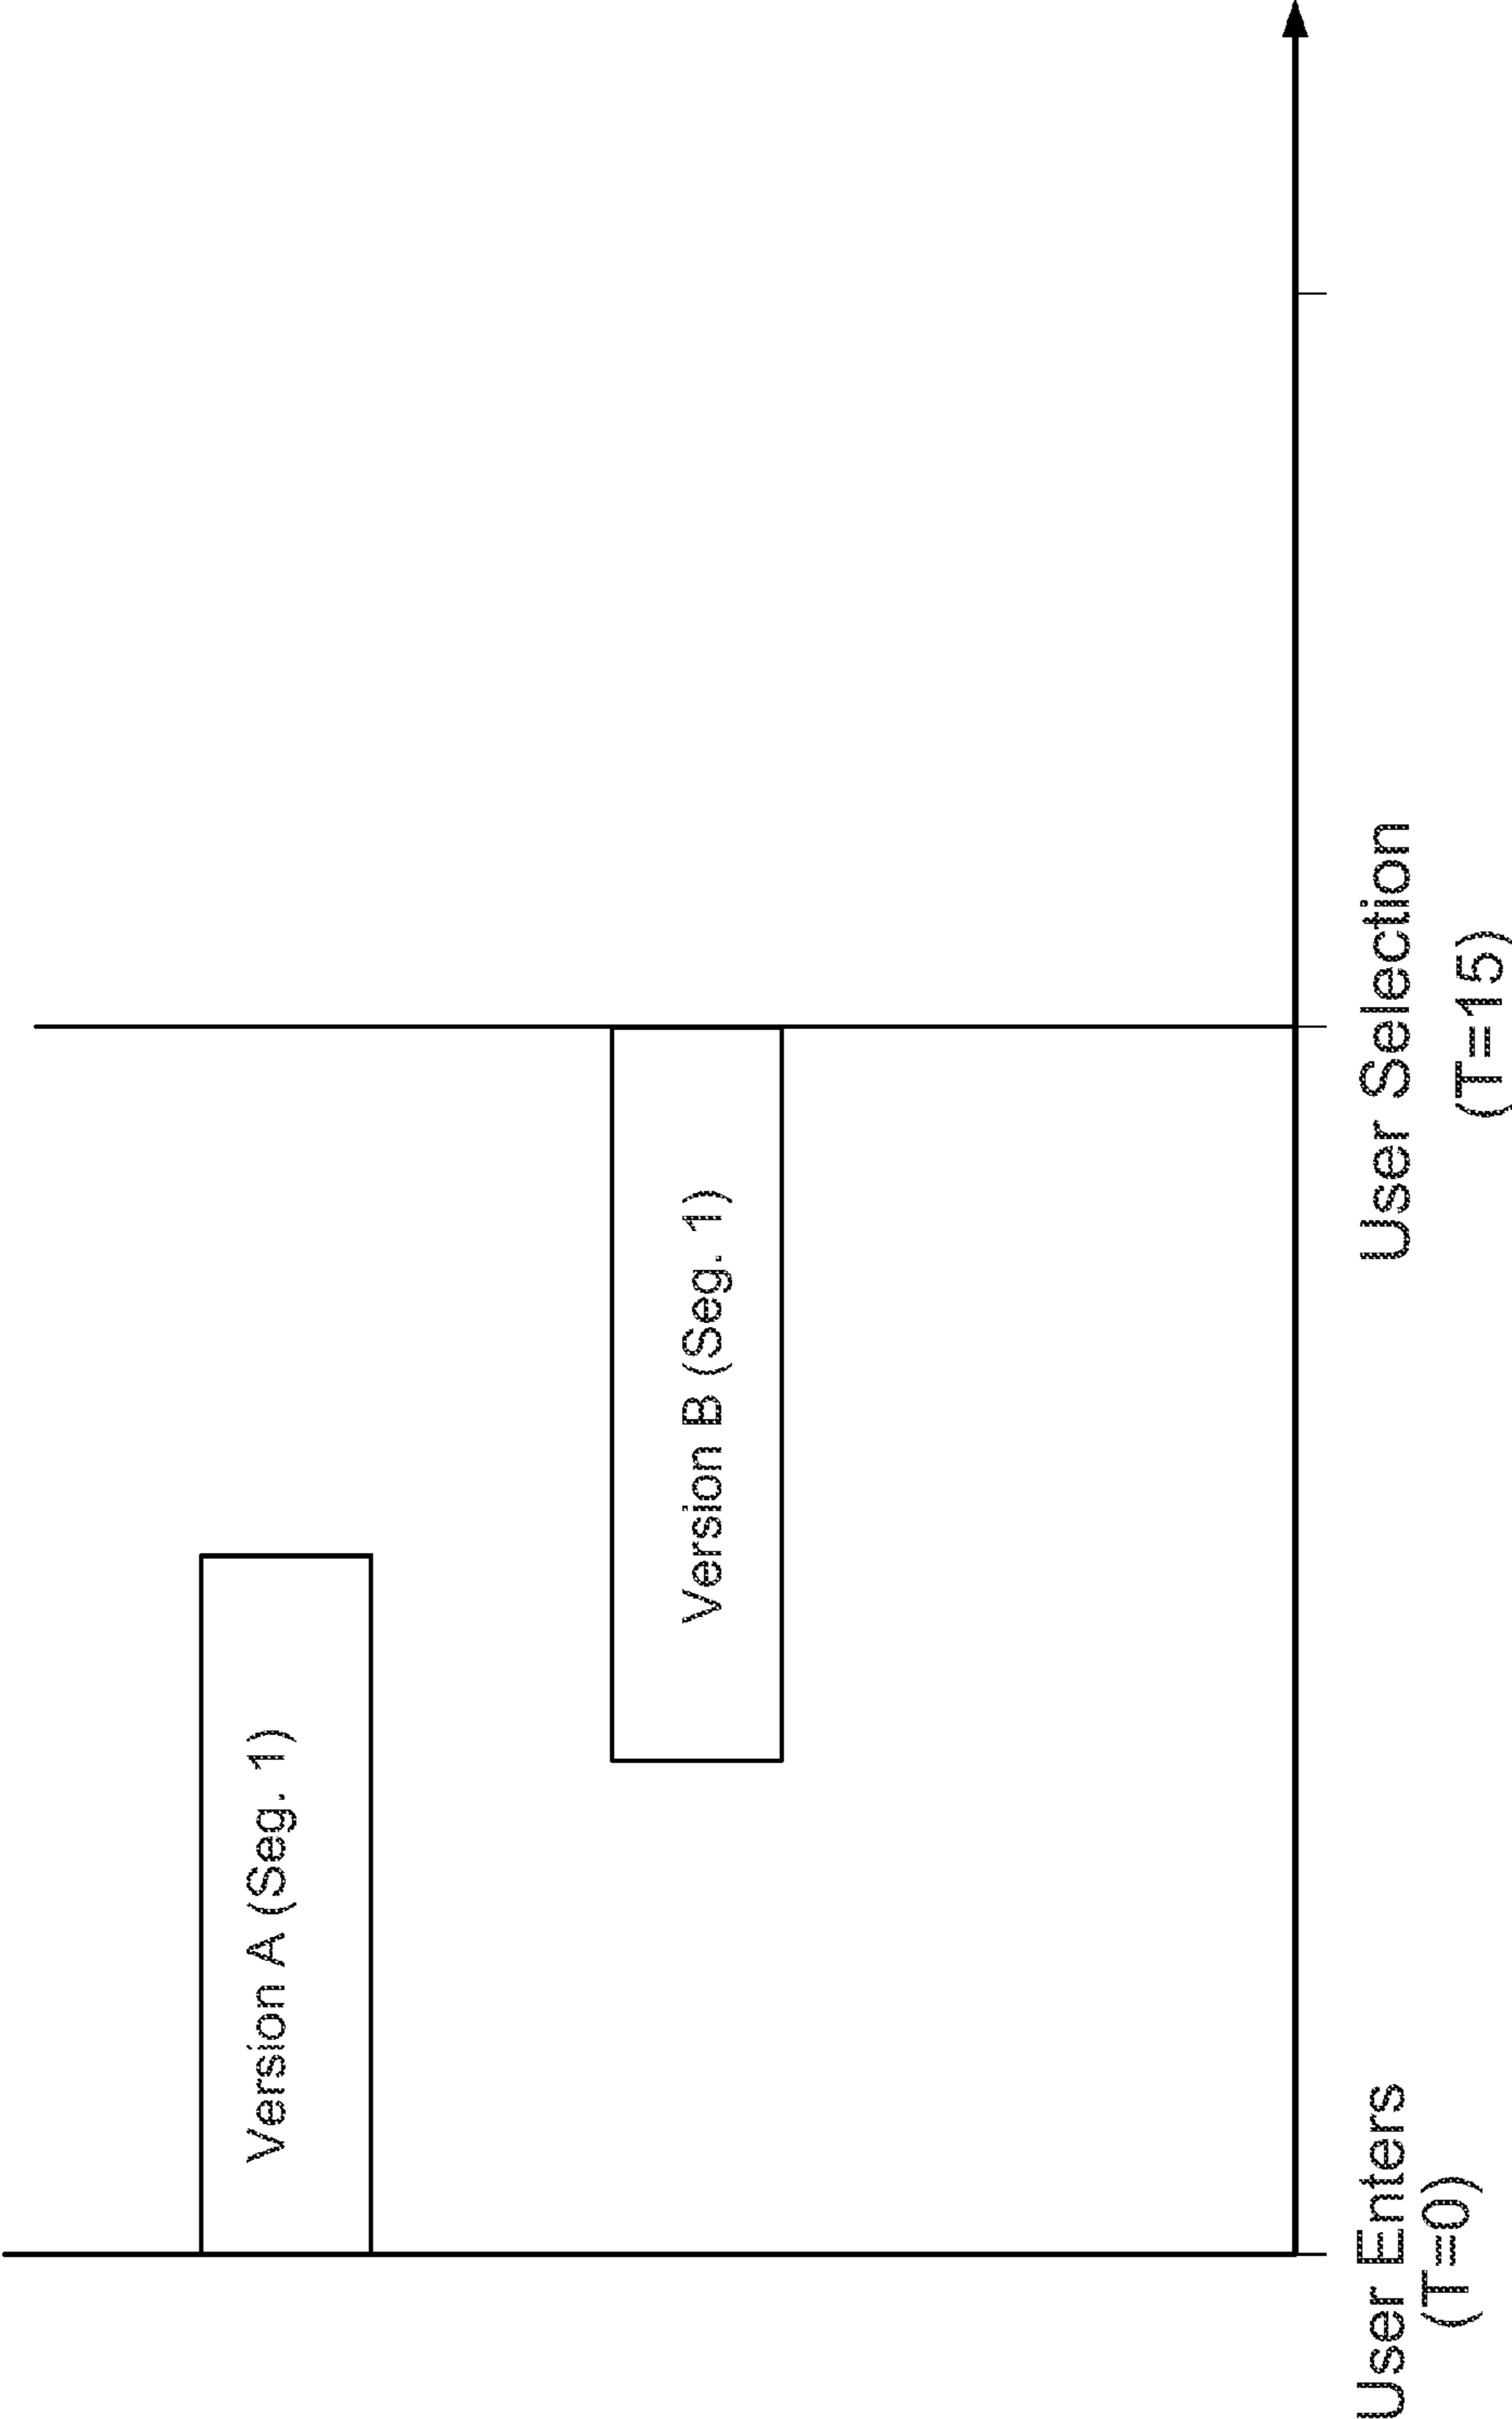 Version A (Seg. 1)
Version B (Seg. 1)
User Enters
(T=0)
User Selection
(T=15)